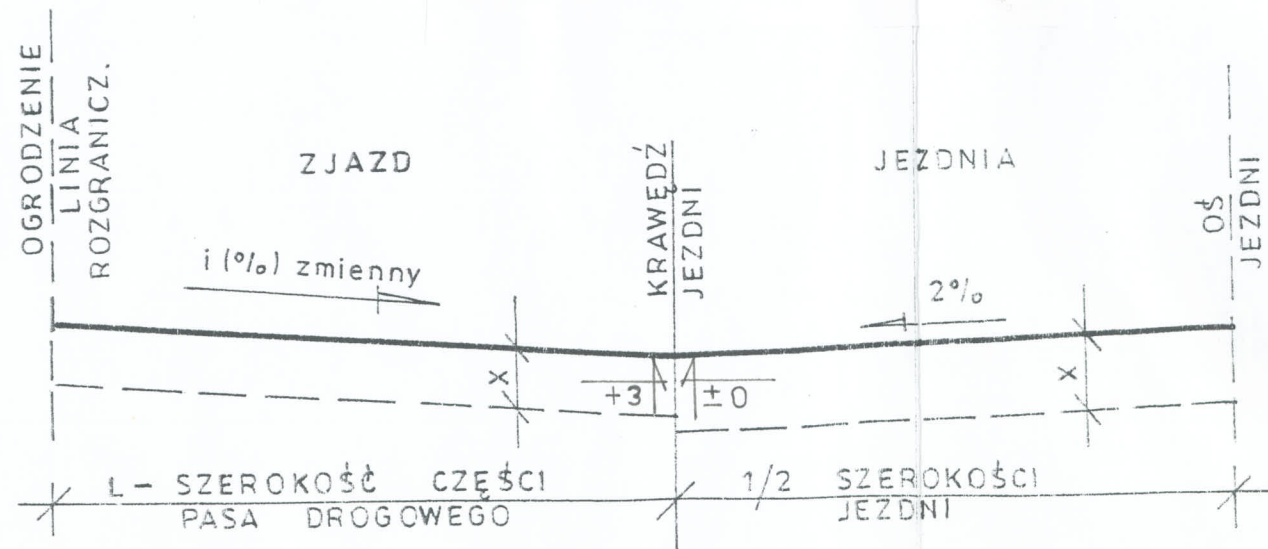 OGRODZENIE
LINIA
ROZGRANICZ.
ZJAZD
KRAWĘDŹ
JEZDNI
JEZDNIA
OŚ
JEZDNI
i (%) zmienny
2%
X
X
+3
±0
L - SZEROKOŚĆ CZĘŚCI
PASA DROGOWEGO
1/2 SZEROKOŚCI
JEZDNI